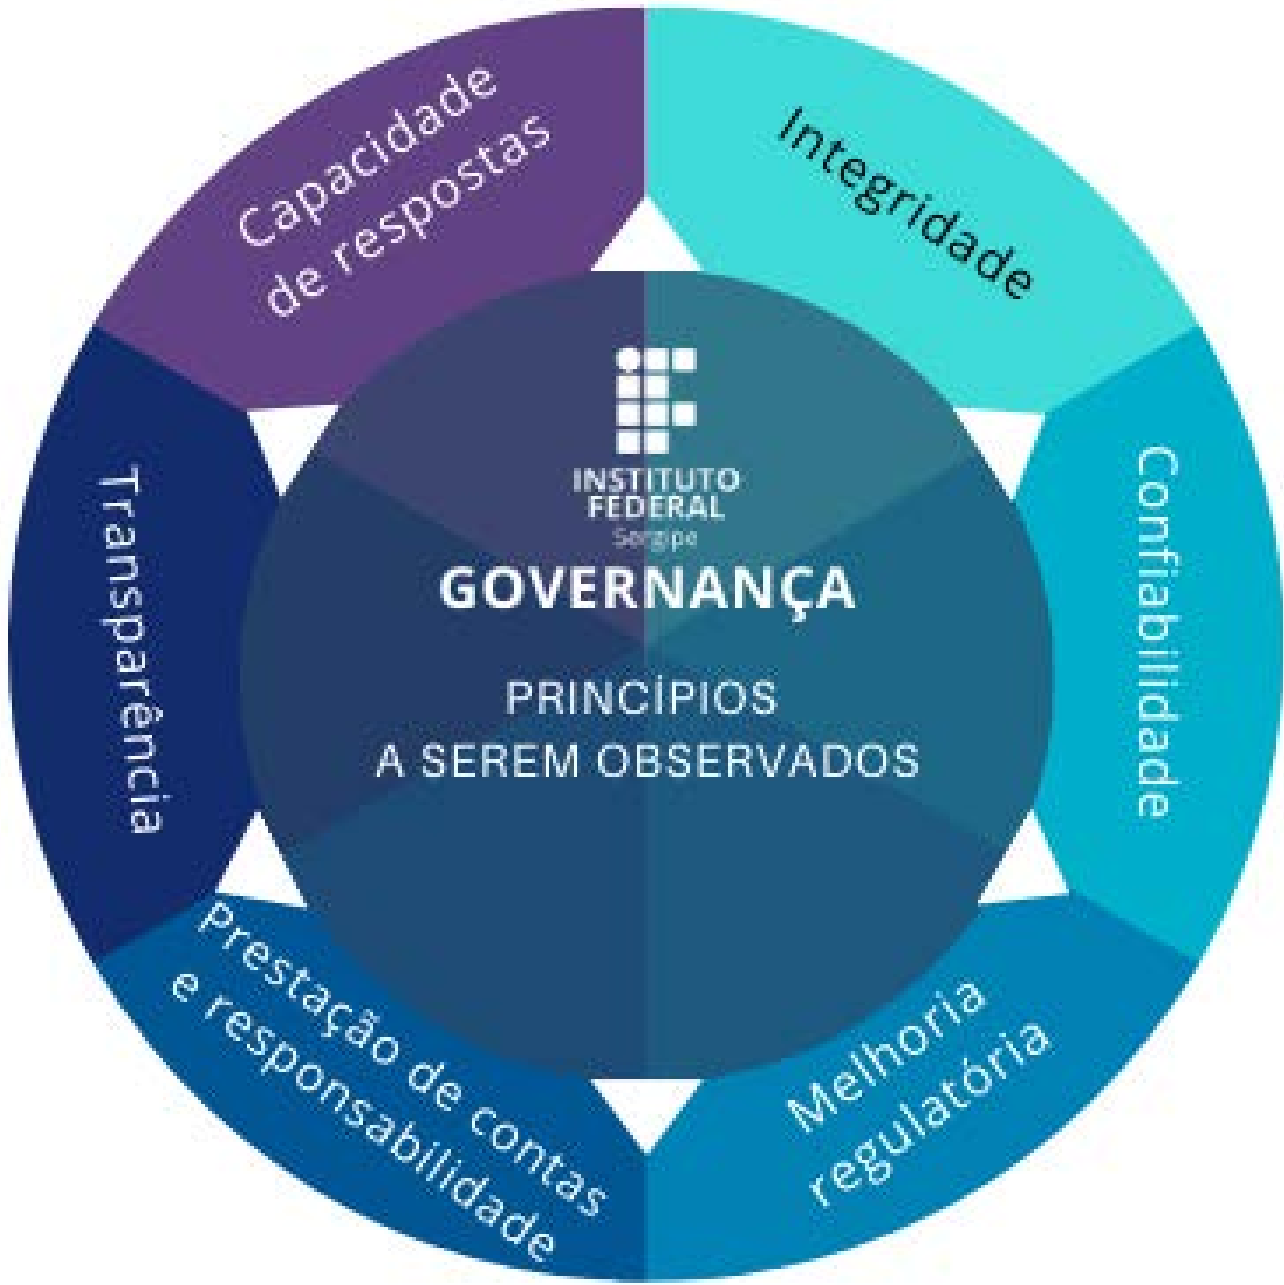 Capacidade
de respostas
Integridade
Confiabilidade
Melhoria
regulatória
Prestação de contas
e responsabilidade
Transparência
INSTITUTO
FEDERAL
Sergipe
GOVERNANÇA
PRINCÍPIOS
A SEREM OBSERVADOS